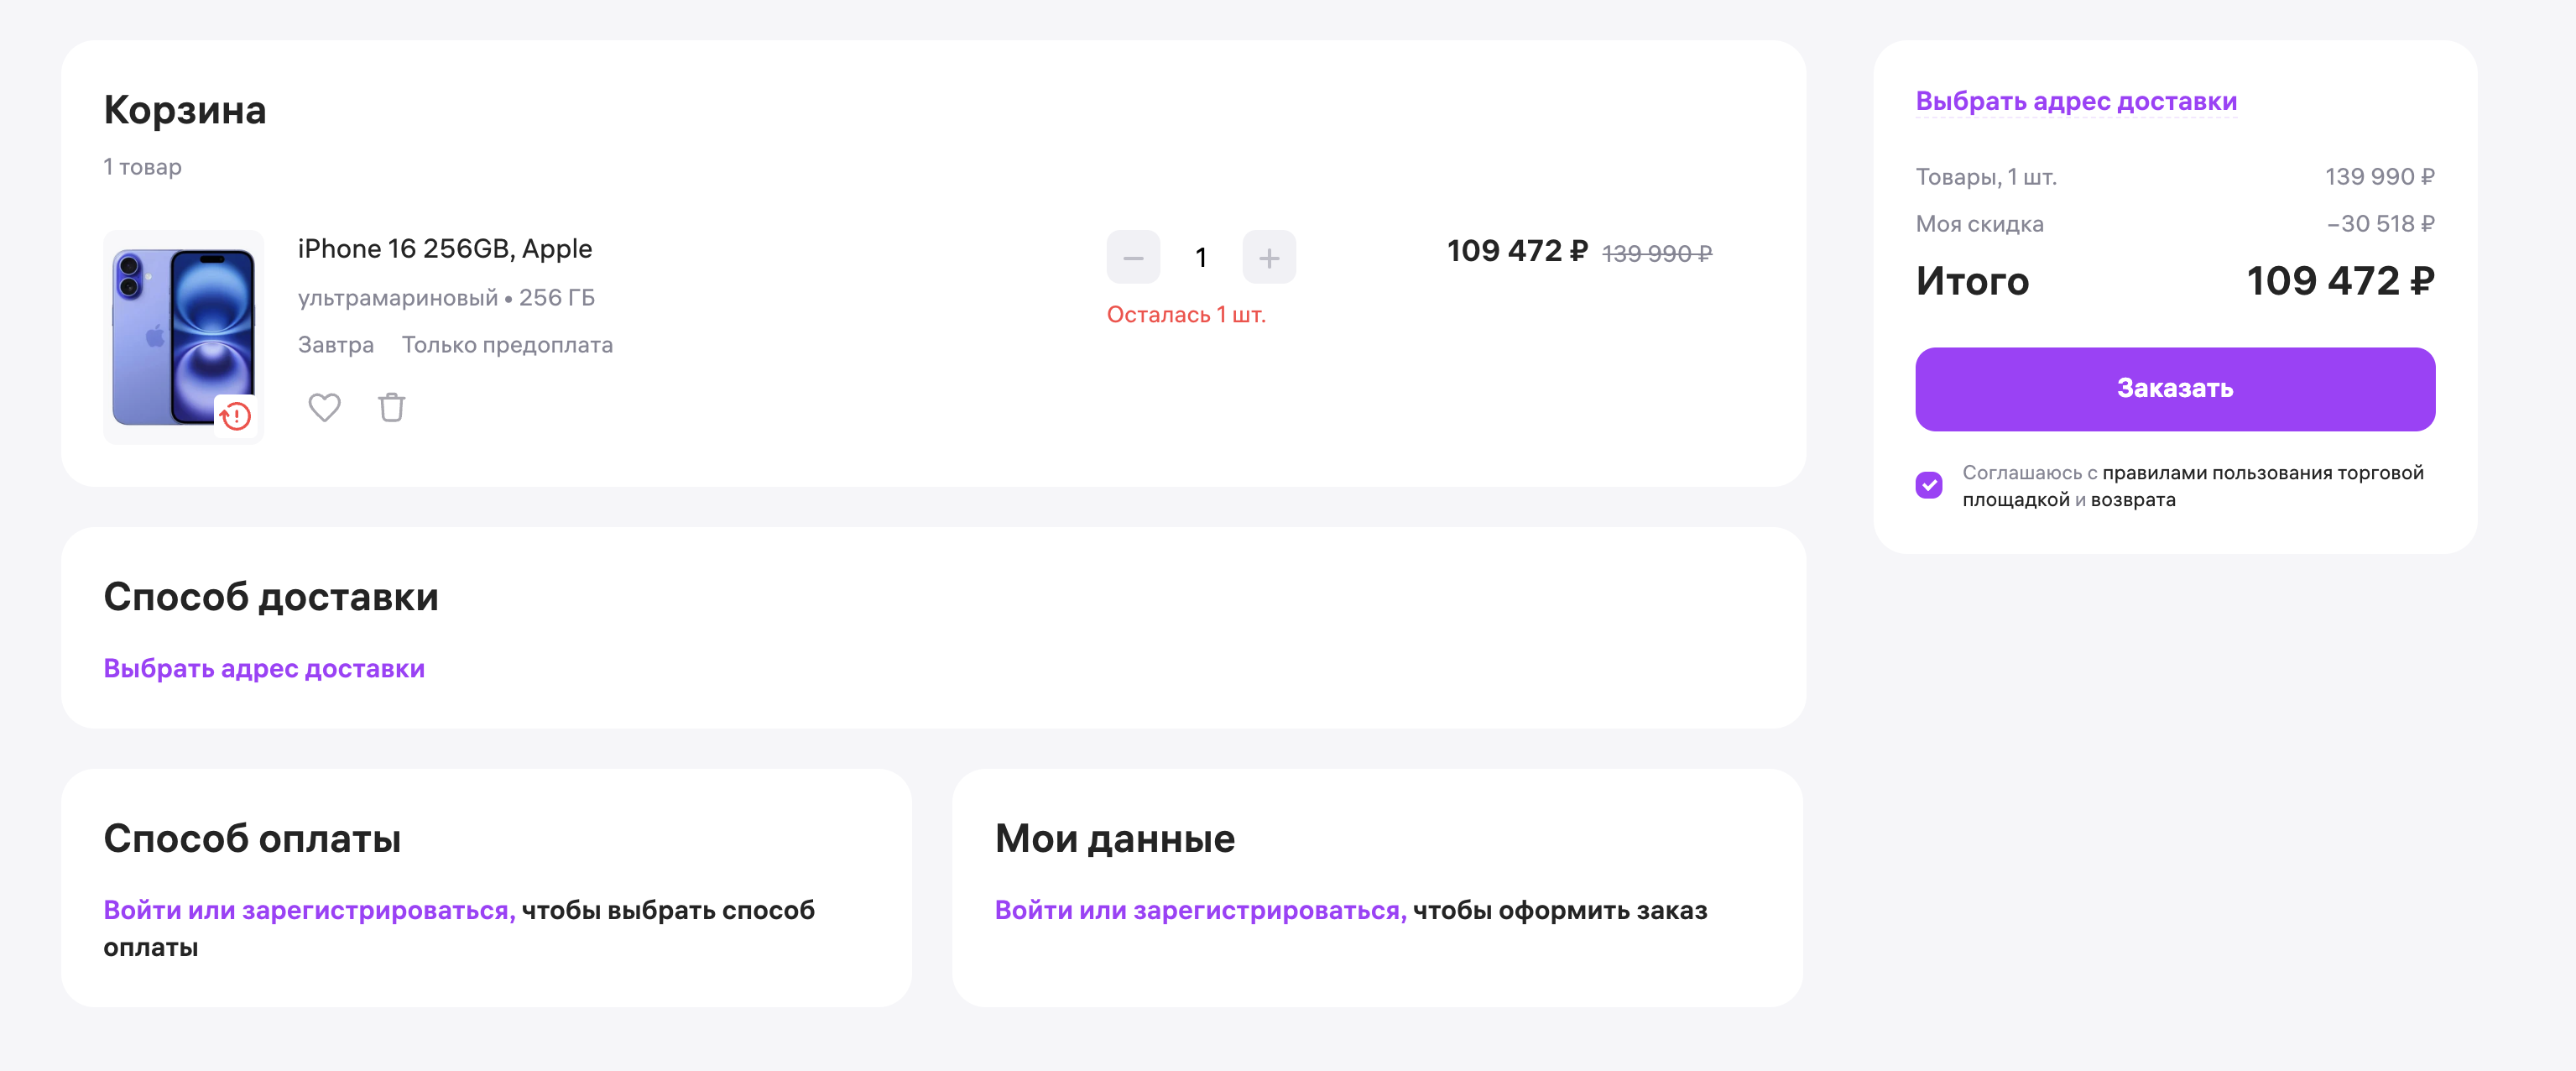 Корзина
1 товар
iPhone 16 256GB, Apple
ультрамариновый • 256 ГБ
Завтра Только предоплата
1
Осталась 1 шт.
109 472 ₽ 139 990 ₽
Способ доставки
Выбрать адрес доставки
Способ оплаты
Войти или зарегистрироваться, чтобы выбрать способ
оплаты
Мои данные
Войти или зарегистрироваться, чтобы оформить заказ
Выбрать адрес доставки
Товары, 1 шт. 139 990 ₽
Моя скидка −30 518 ₽
Итого 109 472 ₽
Заказать
Соглашаюсь с правилами пользования торговой
площадкой и возврата